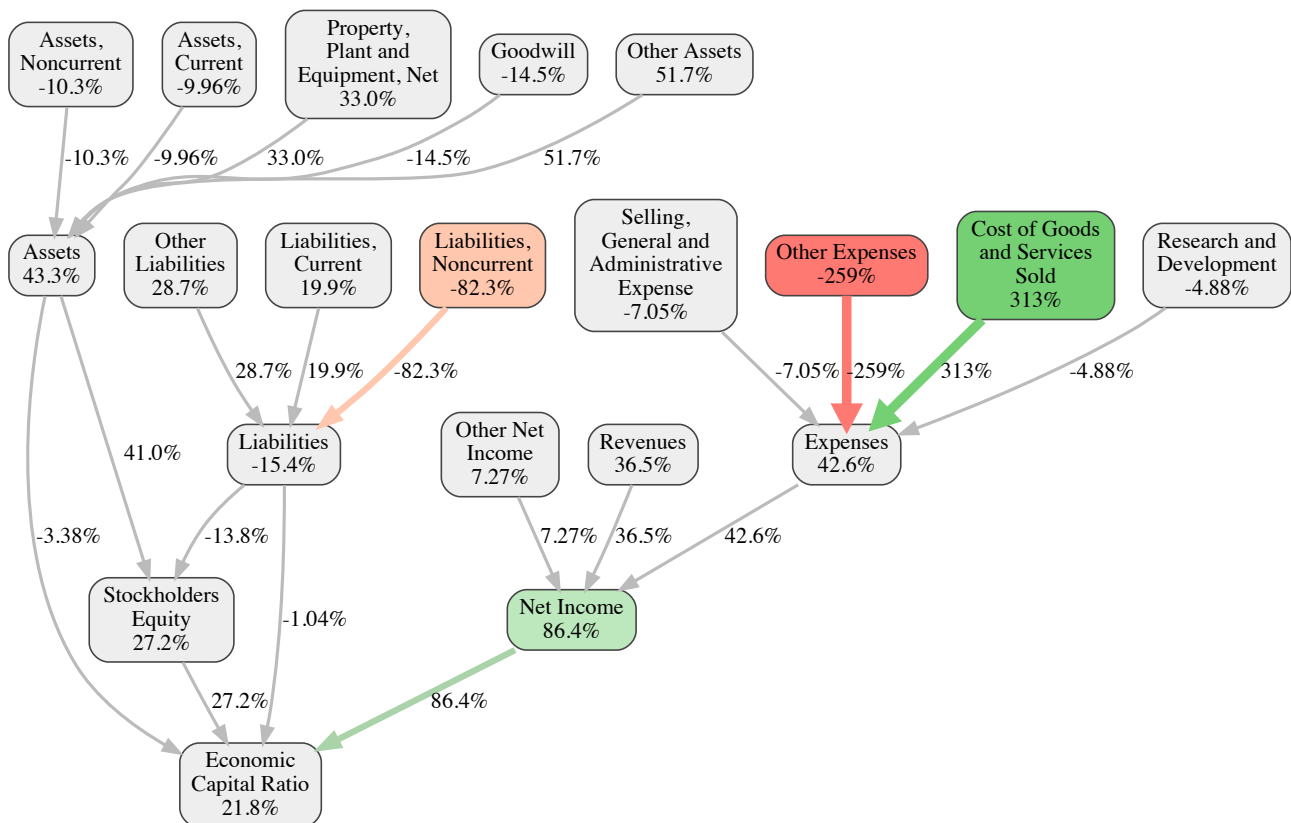 Assets,
Noncurrent
-10.3%
Assets,
Current
-9.96%
Property,
Plant and
Equipment, Net
33.0%
Goodwill
-14.5%
Other Assets
51.7%
-10.3%
-9.96%
33.0%
-14.5%
51.7%
Assets
43.3%
Other
Liabilities
28.7%
Liabilities,
Current
19.9%
Liabilities,
Noncurrent
-82.3%
Selling,
General and
Administrative
Expense
-7.05%
Other Expenses
-259%
Cost of Goods
and Services
Sold
313%
Research and
Development
-4.88%
28.7%
19.9%
-82.3%
-7.05%
-259%
313%
-4.88%
41.0%
Liabilities
-15.4%
Other Net
Income
7.27%
Revenues
36.5%
Expenses
42.6%
-3.38%
-13.8%
7.27%
36.5%
42.6%
Stockholders
Equity
27.2%
-1.04%
Net Income
86.4%
27.2%
86.4%
Economic
Capital Ratio
21.8%